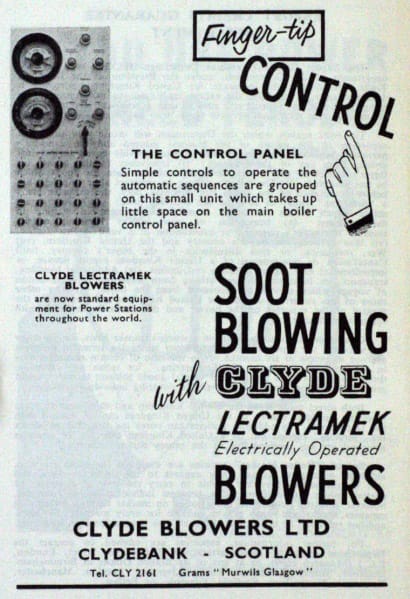 Finger-tip
CONTROL
THE CONTROL PANEL
Simple controls to operate the
automatic sequences are grouped
on this small unit which takes up
little space on the main boiler
control panel.
CLYDE LECTRAMEK
BLOWERS
are now standard equip-
ment for Power Stations
throughout the world.
SOOT
BLOWING
with CLYDE
LECTRAMEK
Electrically Operated
BLOWERS
CLYDE BLOWERS LTD
CLYDEBANK - SCOTLAND
Tel. CLY 2161 Grams "Murwils Glasgow"